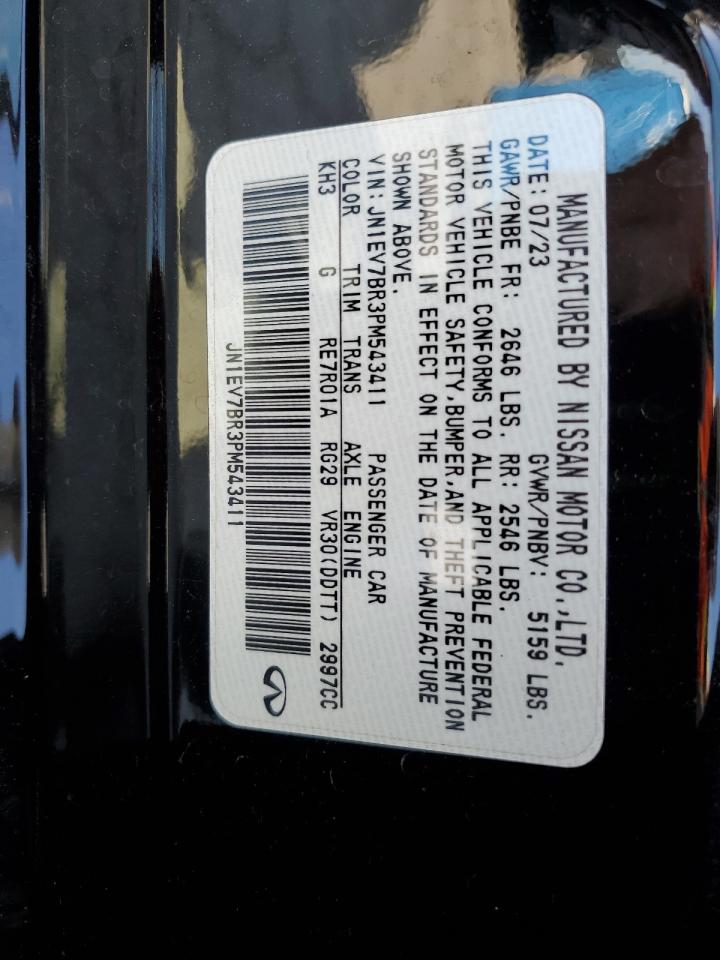 MANUFACTURED BY NISSAN MOTOR CO.,LTD.
DATE: 07/23 GVWR/PNBV: 5159 LBS.
GAWR/PNBE FR: 2646 LBS. RR: 2546 LBS.
THIS VEHICLE CONFORMS TO ALL APPLICABLE FEDERAL
MOTOR VEHICLE SAFETY,BUMPER,AND THEFT PREVENTION
STANDARDS IN EFFECT ON THE DATE OF MANUFACTURE
SHOWN ABOVE.
VIN:JN1EV7BR3PM543411 PASSENGER CAR
COLOR TRIM TRANS AXLE ENGINE
KH3 G RE7R01A RG29 VR30(DDTT) 2997CC
JN1EV7BR3PM543411